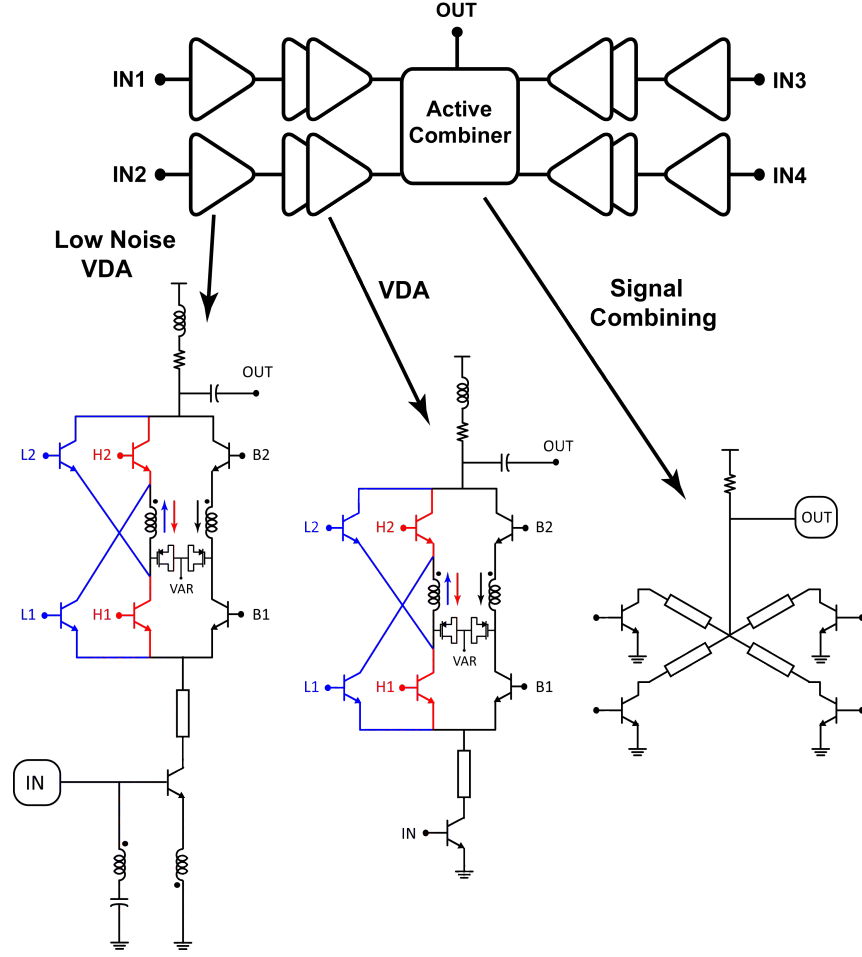 OUT
IN1
Active
Combiner
IN3
IN2
IN4
Low Noise
VDA
VDA
Signal
Combining
OUT
L2
H2
B2
VAR
L1
H1
B1
IN
OUT
L2
H2
B2
VAR
L1
H1
B1
IN
OUT